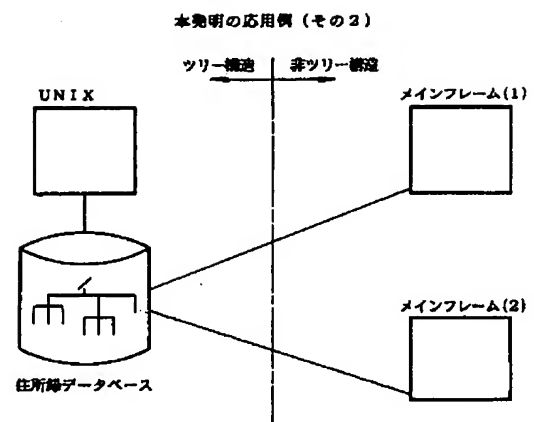 本発明の応用例（その２）
ツリー構造
非ツリー構造
UNIX
メインフレーム(1)
メインフレーム(2)
住所録データベース